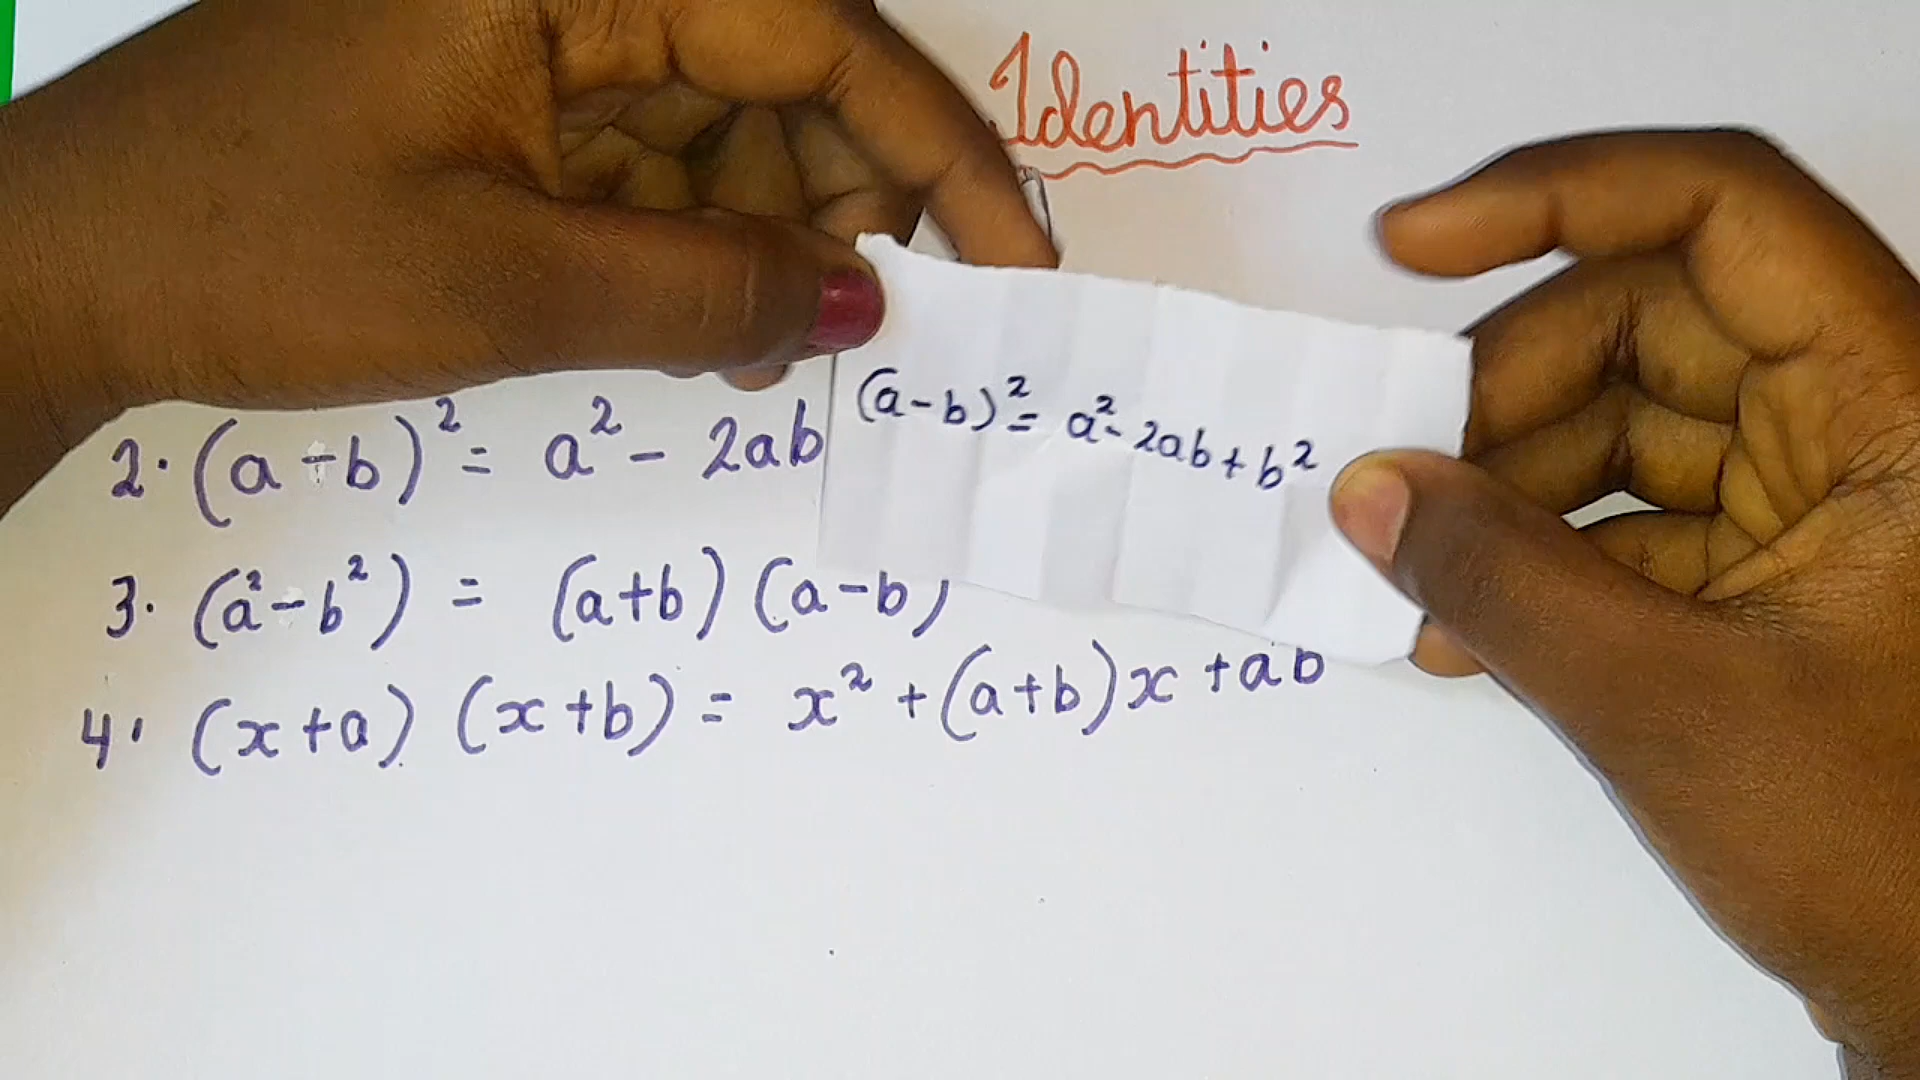 Identities
(a-b)² = a² - 2ab + b²
2. (a-b)² = a² - 2ab
3. (a² - b²) = (a+b) (a-b)
4. (x+a) (x+b) = x² + (a+b)x + ab